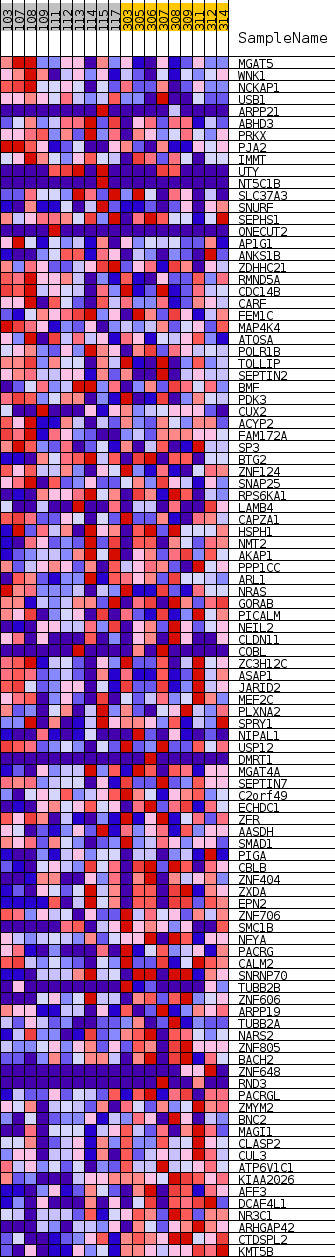 103 107 108 109 111 112 113 114 115 117 303 305 306 307 308 309 311 312 314
SampleName
MGAT5
WNK1
NCKAP1
USB1
ARPP21
ABHD3
PRKX
PJA2
IMMT
UTY
NT5C1B
SLC37A3
SNURF
SEPHS1
ONECUT2
AP1G1
ANKS1B
ZDHHC21
RMND5A
CDC14B
CARF
FEM1C
MAP4K4
ATOSA
POLR1B
TOLLIP
SEPTIN2
BMF
PDK3
CUX2
ACYP2
FAM172A
SP3
BTG2
ZNF124
SNAP25
RPS6KA1
LAMB4
CAPZA1
HSPH1
NMT2
AKAP1
PPP1CC
ARL1
NRAS
GORAB
PICALM
NEIL2
CLDN11
COBL
ZC3H12C
ASAP1
JARID2
MEF2C
PLXNA2
SPRY1
NIPAL1
USP12
DMRT1
MGAT4A
SEPTIN7
C2orf49
ECHDC1
ZFR
AASDH
SMAD1
PIGA
CBLB
ZNF404
ZXDA
EPN2
ZNF706
SMC1B
NFYA
PACRG
CALM2
SNRNP70
TUBB2B
ZNF606
ARPP19
TUBB2A
NARS2
ZNF805
BACH2
ZNF648
RND3
PACRGL
ZMYM2
BNC2
MAGI1
CLASP2
CUL3
ATP6V1C1
KIAA2026
AFF3
DCAF4L1
NR3C1
ARHGAP42
CTDSPL2
KMT5B